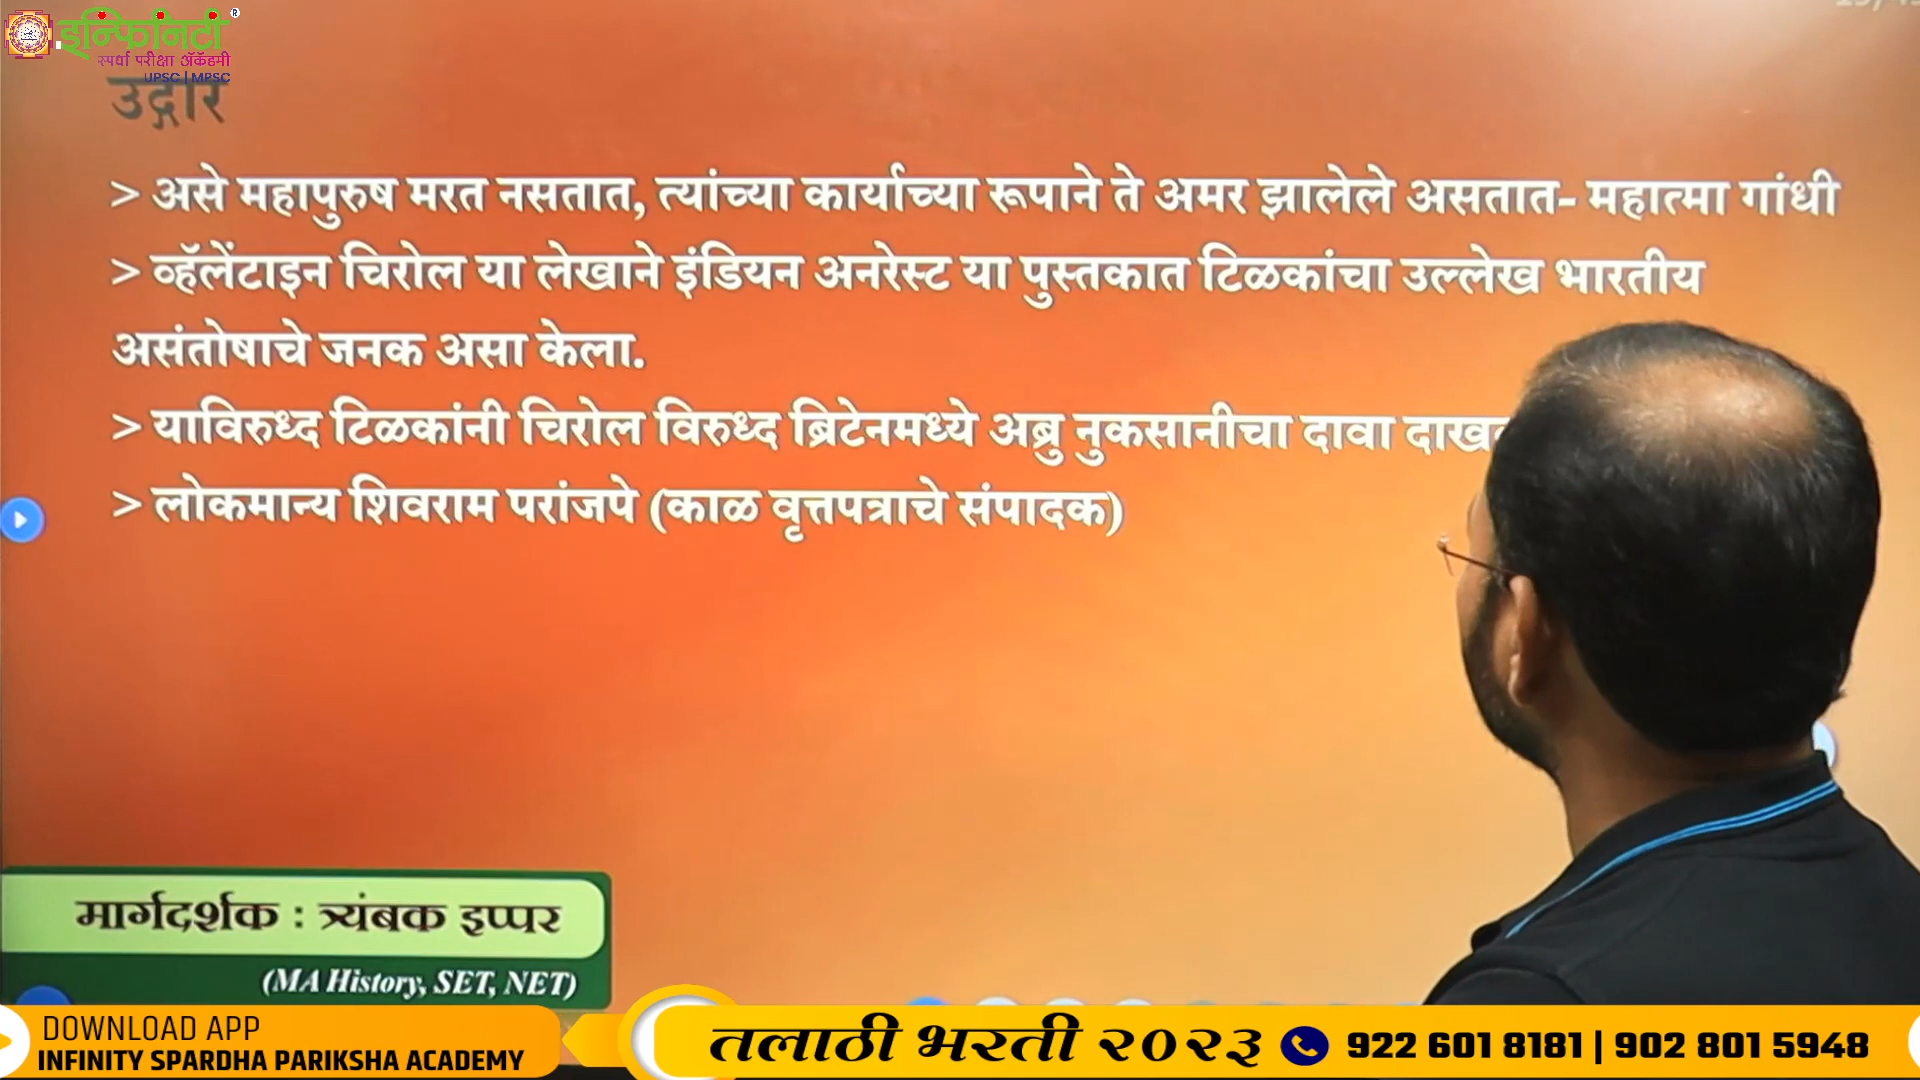 इन्फिनिटी ®
स्पर्धा परीक्षा अ‍ॅकॅडमी
UPSC | MPSC
उद्गार
> असे महापुरुष मरत नसतात, त्यांच्या कार्याच्या रूपाने ते अमर झालेले असतात- महात्मा गांधी
> व्हॅलेंटाइन चिरोल या लेखाने इंडियन अनरेस्ट या पुस्तकात टिळकांचा उल्लेख भारतीय
असंतोषाचे जनक असा केला.
> याविरुध्द टिळकांनी चिरोल विरुध्द ब्रिटेनमध्ये अब्रु नुकसानीचा दावा
> लोकमान्य शिवराम परांजपे (काळ वृत्तपत्राचे संपादक)
मार्गदर्शक : त्र्यंबक इप्पर
(MA History, SET, NET)
DOWNLOAD APP
INFINITY SPARDHA PARIKSHA ACADEMY
तलाठी भरती २०२३ 922 601 8181 | 902 801 5948